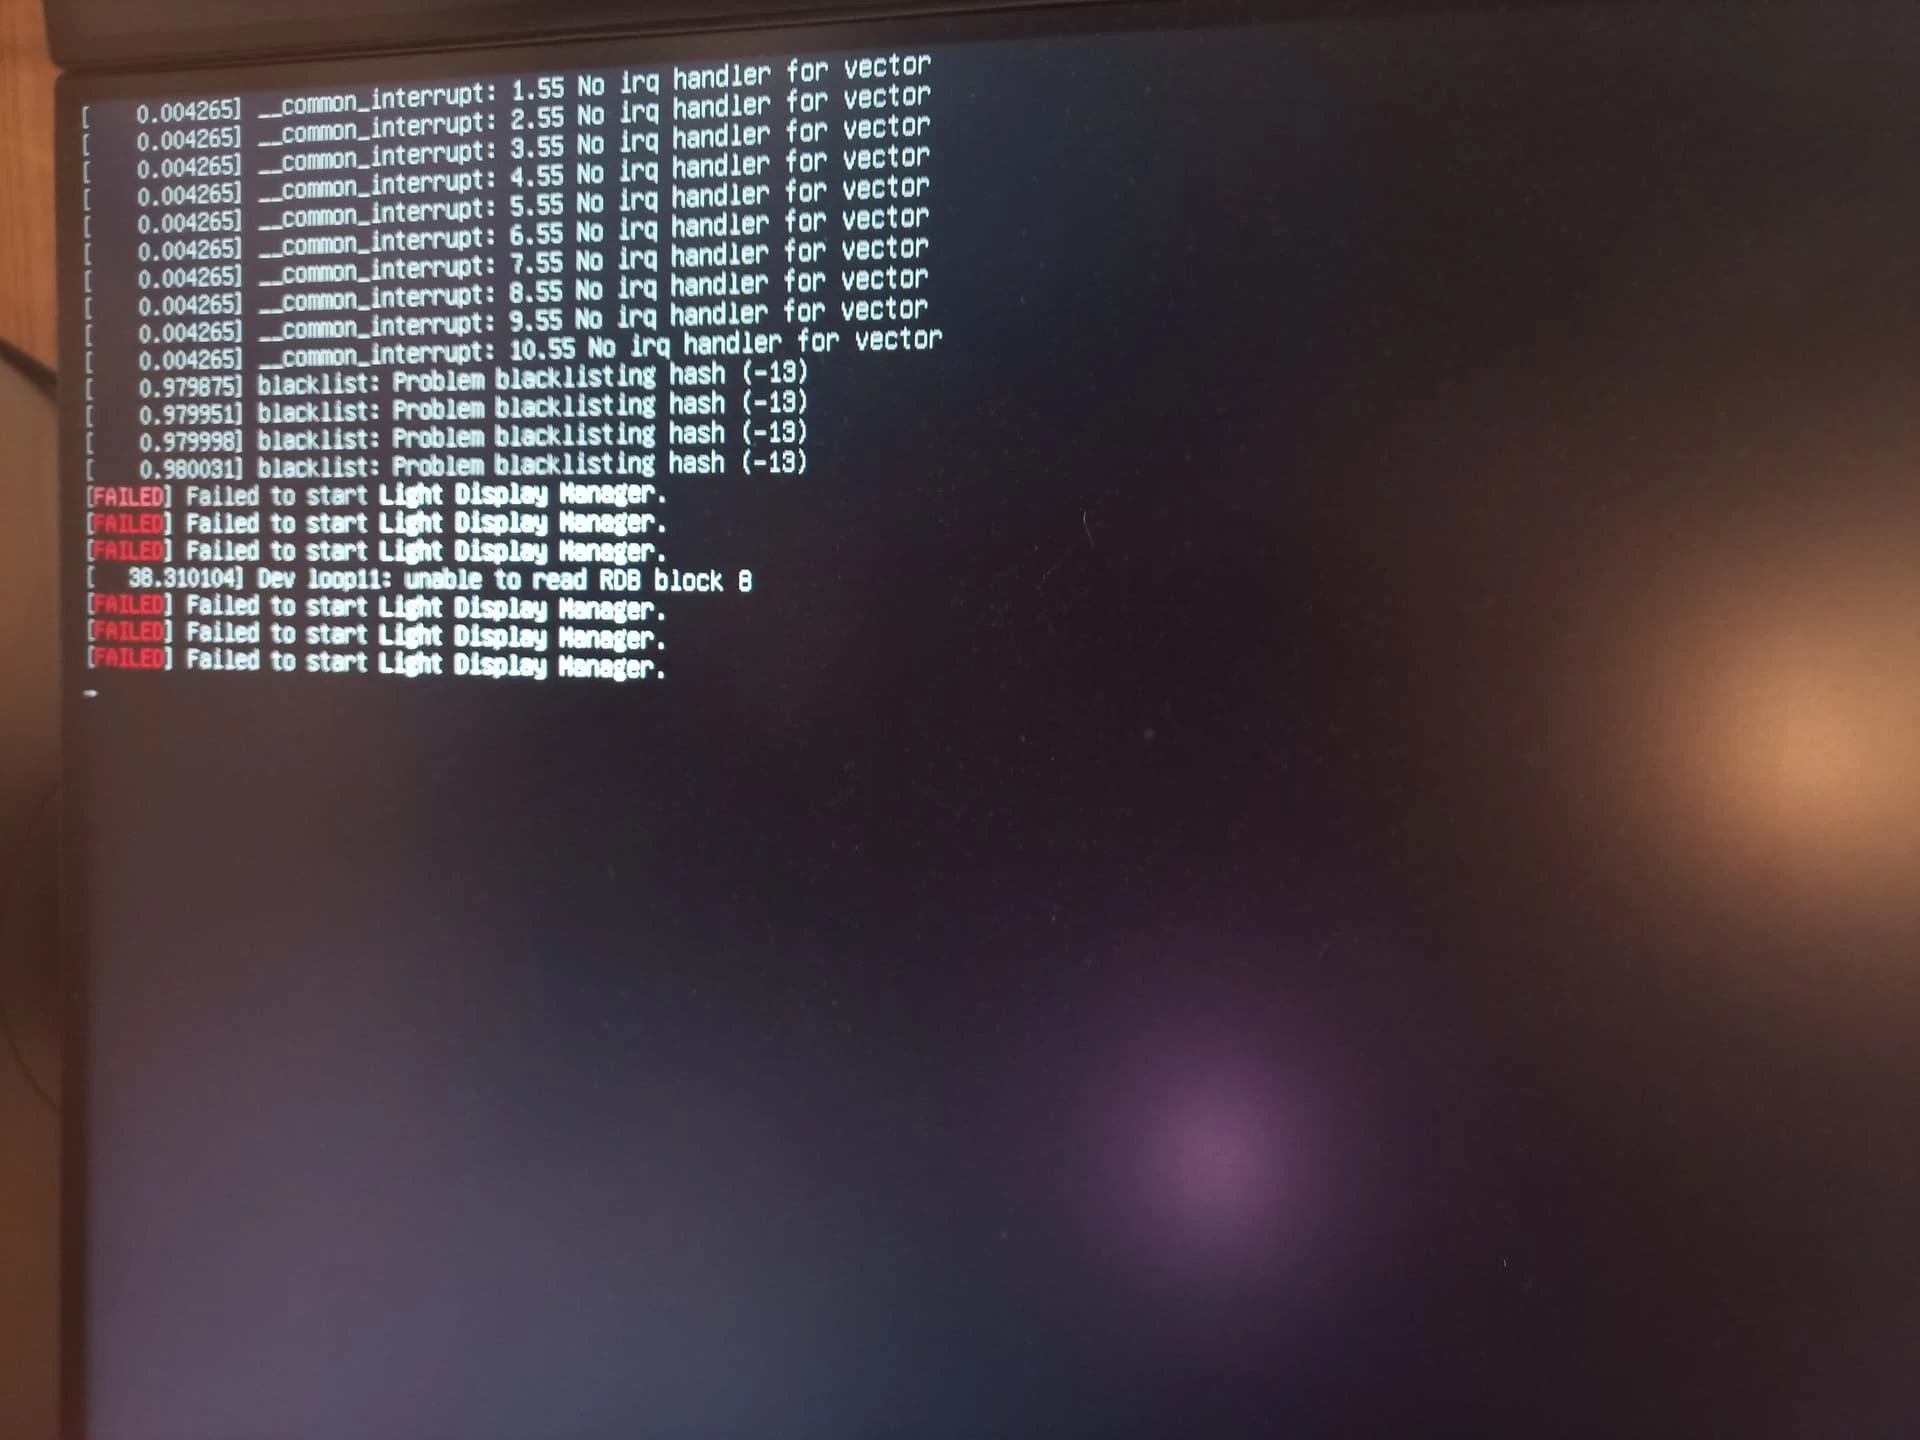 [    0.004265] __common_interrupt: 1.55 No irq handler for vector
[    0.004265] __common_interrupt: 2.55 No irq handler for vector
[    0.004265] __common_interrupt: 3.55 No irq handler for vector
[    0.004265] __common_interrupt: 4.55 No irq handler for vector
[    0.004265] __common_interrupt: 5.55 No irq handler for vector
[    0.004265] __common_interrupt: 6.55 No irq handler for vector
[    0.004265] __common_interrupt: 7.55 No irq handler for vector
[    0.004265] __common_interrupt: 8.55 No irq handler for vector
[    0.004265] __common_interrupt: 9.55 No irq handler for vector
[    0.004265] __common_interrupt: 10.55 No irq handler for vector
[    0.979875] blacklist: Problem blacklisting hash (-13)
[    0.979951] blacklist: Problem blacklisting hash (-13)
[    0.979998] blacklist: Problem blacklisting hash (-13)
[    0.980031] blacklist: Problem blacklisting hash (-13)
[FAILED] Failed to start Light Display Manager.
[FAILED] Failed to start Light Display Manager.
[FAILED] Failed to start Light Display Manager.
[   38.310104] Dev loop11: unable to read RDB block 8
[FAILED] Failed to start Light Display Manager.
[FAILED] Failed to start Light Display Manager.
[FAILED] Failed to start Light Display Manager.